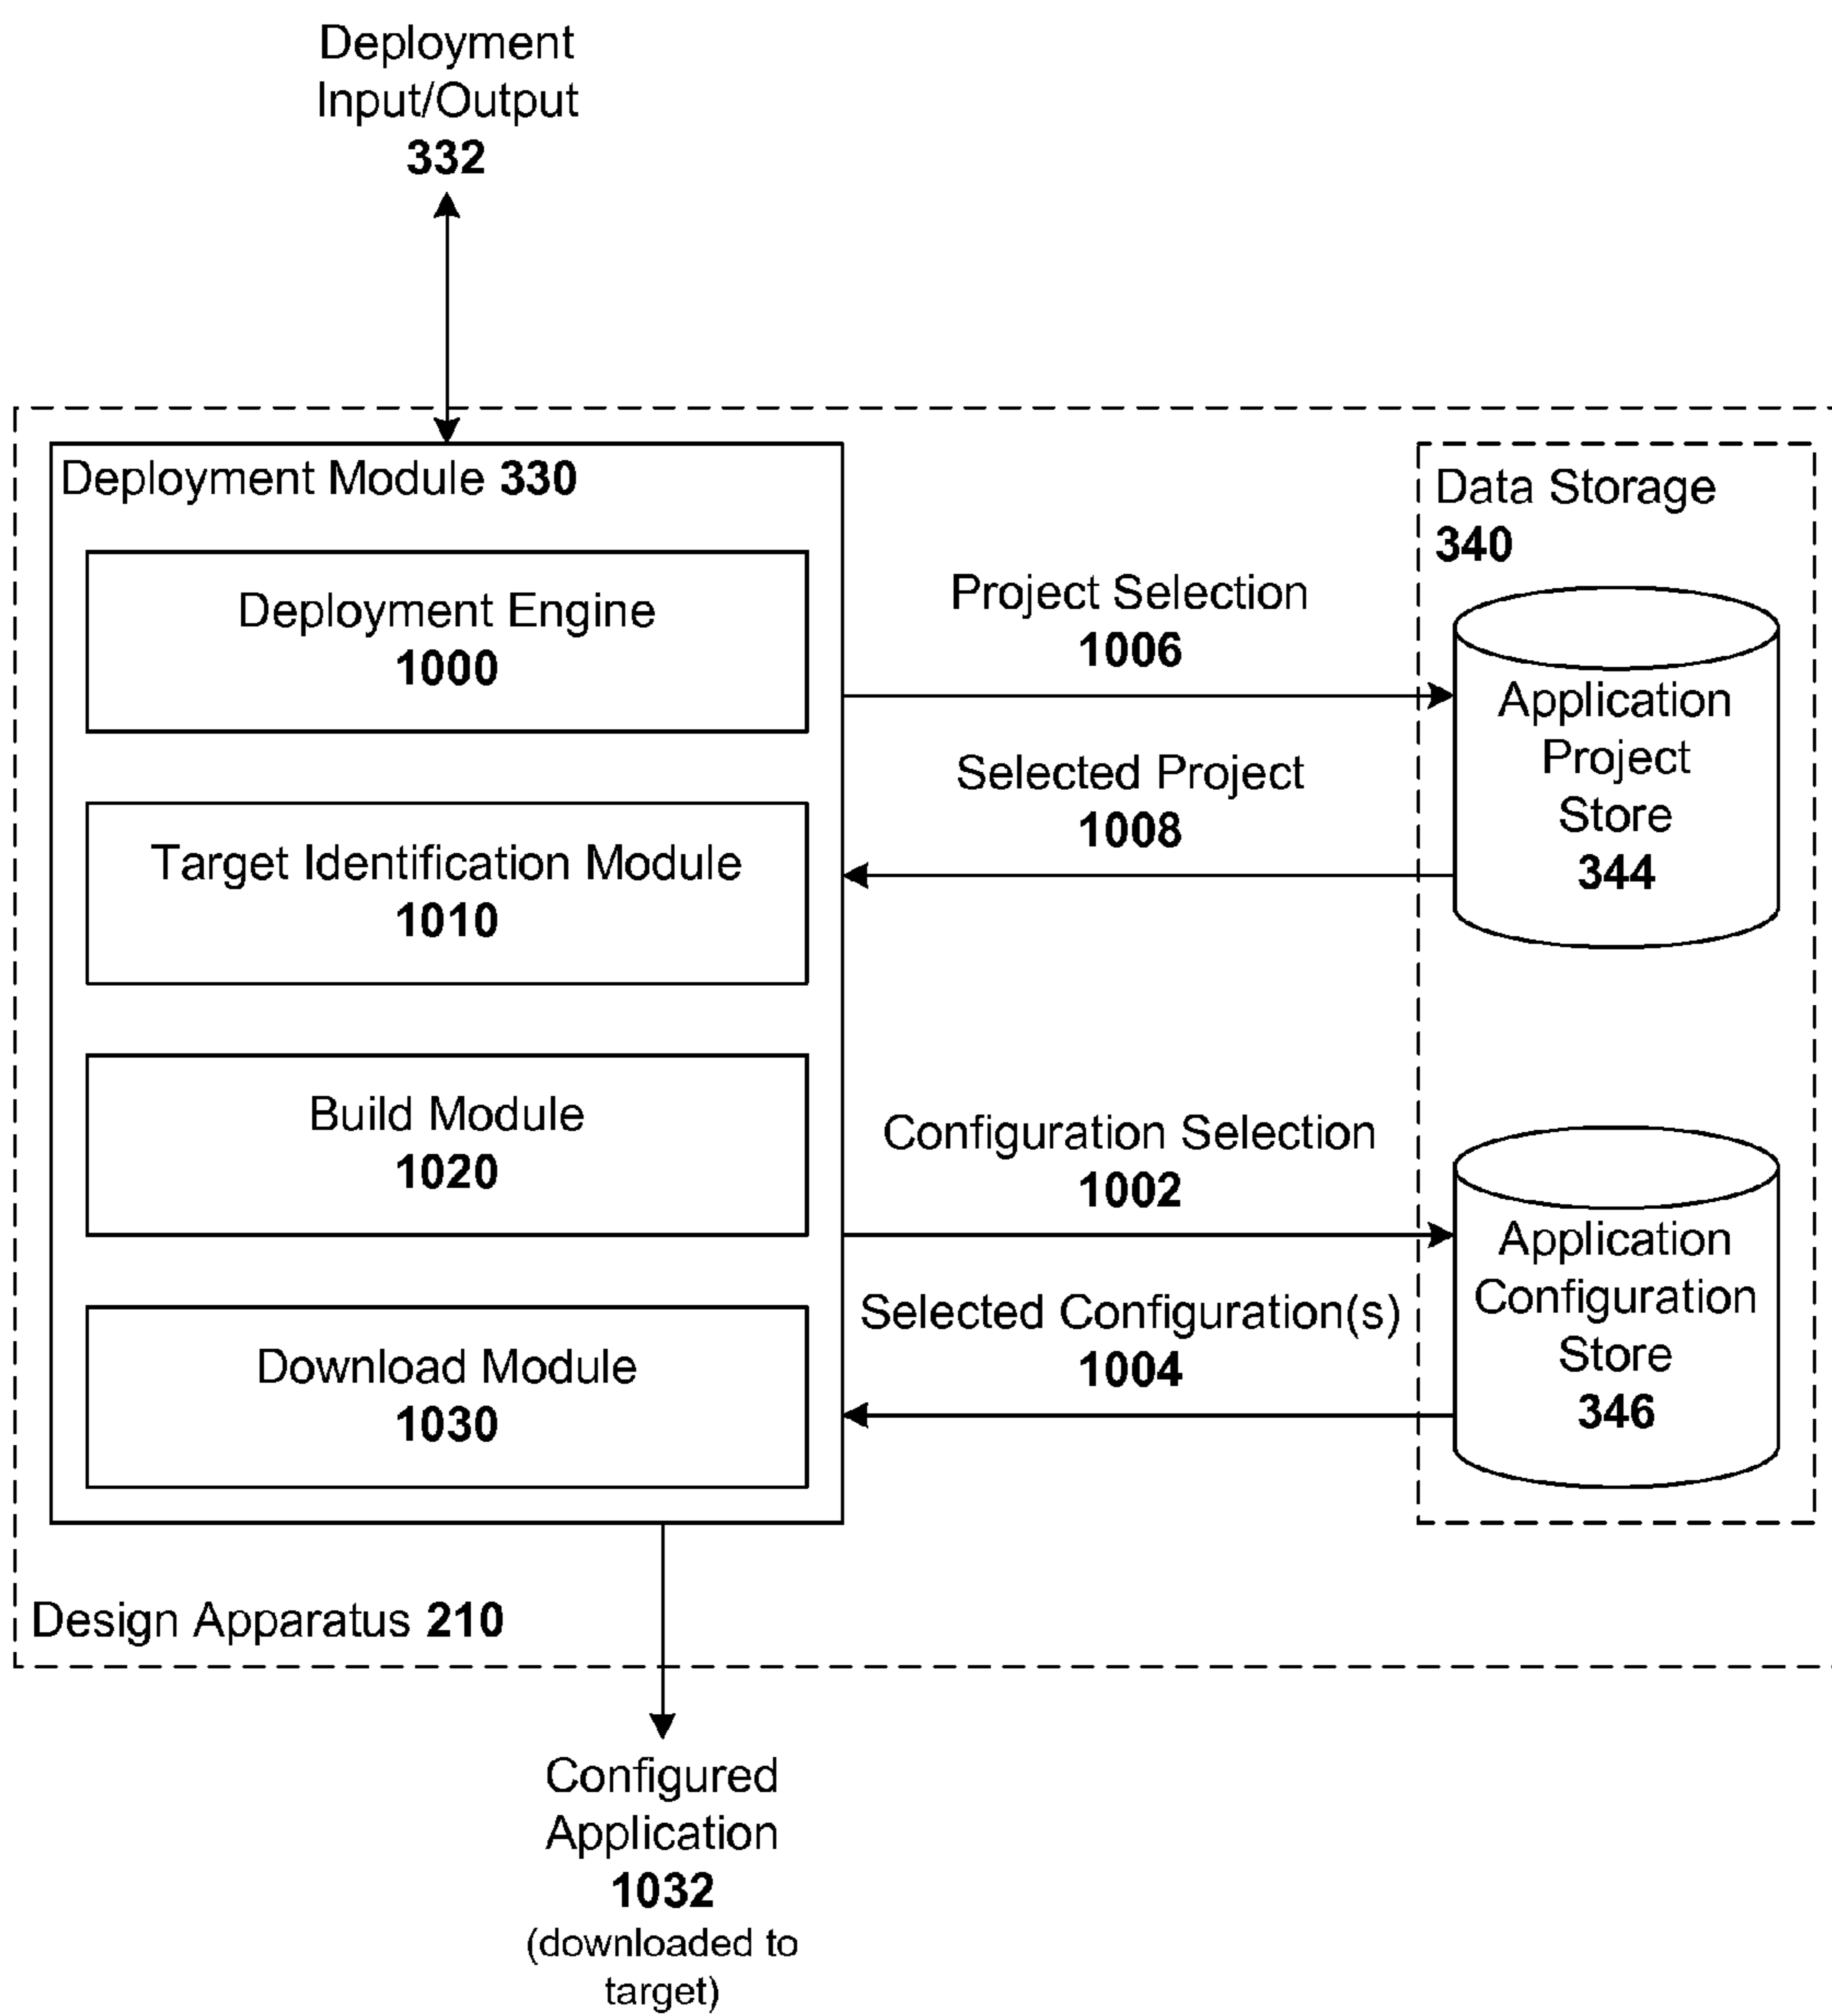 Deployment
Input/Output
332
Deployment Module 330
Deployment Engine
1000
Target Identification Module
1010
Build Module
1020
Download Module
1030
Project Selection
1006
Selected Project
1008
Configuration Selection
1002
Selected Configuration(s)
1004
Data Storage
340
Application
Project
Store
344
Application
Configuration
Store
346
Design Apparatus 210
Configured
Application
1032
(downloaded to
target)